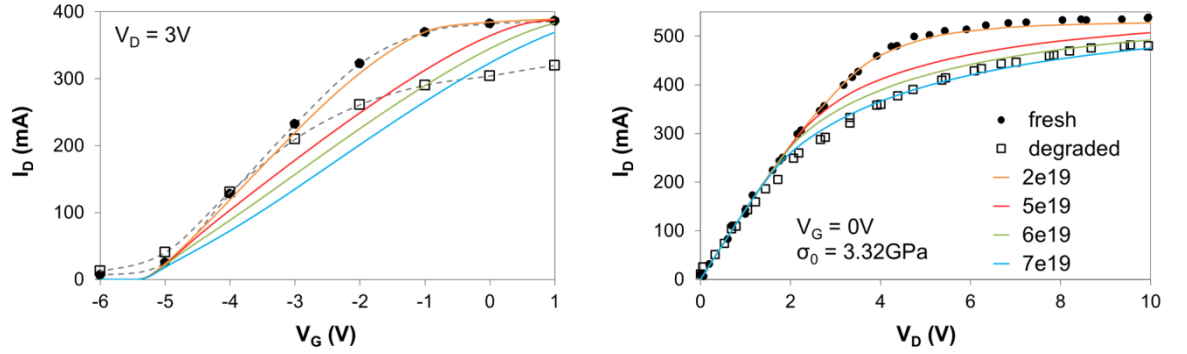 400
300
200
100
0
I_D (mA)
V_D = 3V
-6 -5 -4 -3 -2 -1 0 1
V_G (V)
500
400
300
200
100
0
I_D (mA)
V_G = 0V
σ_0 = 3.32GPa
fresh
degraded
2e19
5e19
6e19
7e19
0 2 4 6 8 10
V_D (V)